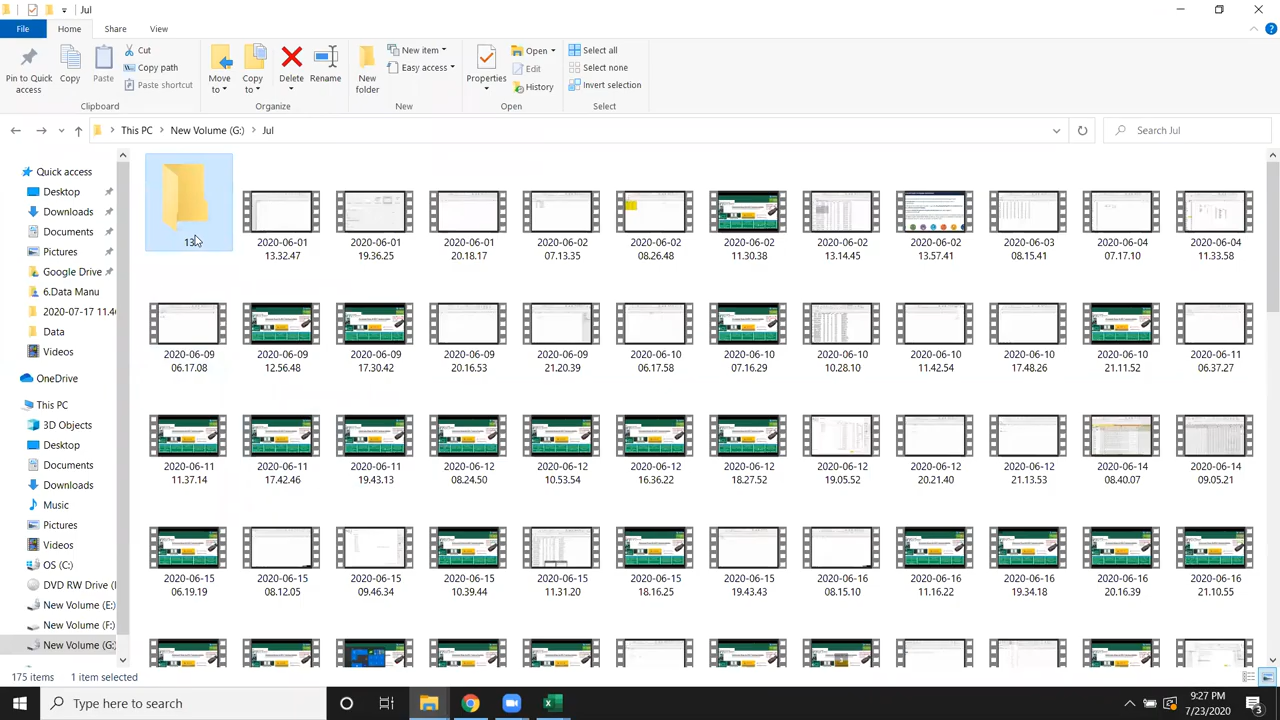 Jul
File Home Share View
Pin to Quick access
Copy
Paste
Cut
Copy path
Paste shortcut
Clipboard
Move to
Copy to
Delete
Rename
Organize
New folder
New item
Easy access
New
Properties
Open
Edit
History
Open
Select all
Select none
Invert selection
Select
This PC New Volume (G:) Jul
Search Jul
Quick access
Desktop
Downloads
Documents
Pictures
Google Drive
6.Data Manu
2020-07-17 11.4
Data
Videos
OneDrive
This PC
3D Objects
Desktop
Documents
Downloads
Music
Pictures
Videos
OS (C:)
DVD RW Drive (
New Volume (E:)
New Volume (F:)
New Volume (G:
2020-06-01 2020-06-01 2020-06-01 2020-06-02 2020-06-02 2020-06-02 2020-06-02 2020-06-02 2020-06-03 2020-06-04 2020-06-04
13.32.47 19.36.25 20.18.17 07.13.35 08.26.48 11.30.38 13.14.45 13.57.41 08.15.41 07.17.10 11.33.58
2020-06-09 2020-06-09 2020-06-09 2020-06-09 2020-06-09 2020-06-10 2020-06-10 2020-06-10 2020-06-10 2020-06-10 2020-06-10 2020-06-11
06.17.08 12.56.48 17.30.42 20.16.53 21.20.39 06.17.58 07.16.29 10.28.10 11.42.54 17.48.26 21.11.52 06.37.27
2020-06-11 2020-06-11 2020-06-11 2020-06-12 2020-06-12 2020-06-12 2020-06-12 2020-06-12 2020-06-12 2020-06-12 2020-06-14 2020-06-14
11.37.14 17.42.46 19.43.13 08.24.50 10.53.54 16.36.22 18.27.52 19.05.52 20.21.40 21.13.53 08.40.07 09.05.21
2020-06-15 2020-06-15 2020-06-15 2020-06-15 2020-06-15 2020-06-15 2020-06-15 2020-06-16 2020-06-16 2020-06-16 2020-06-16 2020-06-16
06.19.19 08.12.05 09.46.34 10.39.44 11.31.20 18.16.25 19.43.43 08.15.10 11.16.22 19.34.18 20.16.39 21.10.55
175 items 1 item selected
Type here to search
9:27 PM
7/23/2020
3